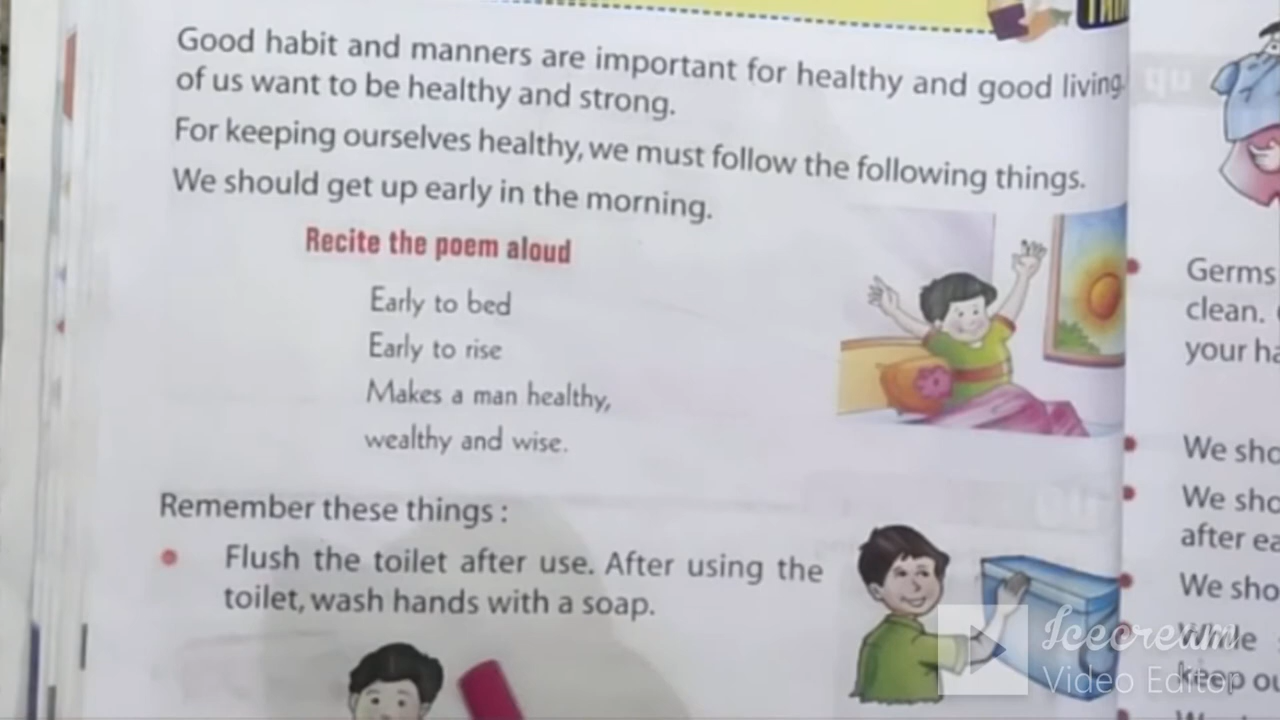 Good habit and manners are important for healthy and good living.
of us want to be healthy and strong.
For keeping ourselves healthy, we must follow the following things.
We should get up early in the morning.
Recite the poem aloud
Early to bed
Early to rise
Makes a man healthy,
wealthy and wise.
Remember these things :
Flush the toilet after use. After using the
toilet, wash hands with a soap.
Germs
clean.
your
We
We
after
We
While
keep
Icecream
Video Editor